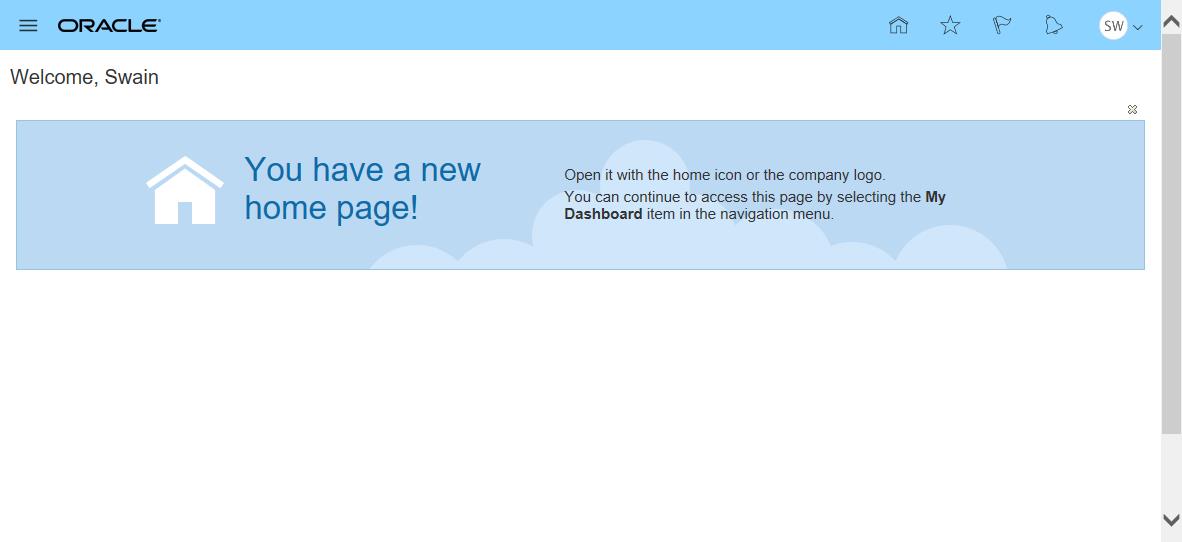 ORACLE
SW
Welcome, Swain
You have a new
home page!
Open it with the home icon or the company logo.
You can continue to access this page by selecting the My
Dashboard item in the navigation menu.